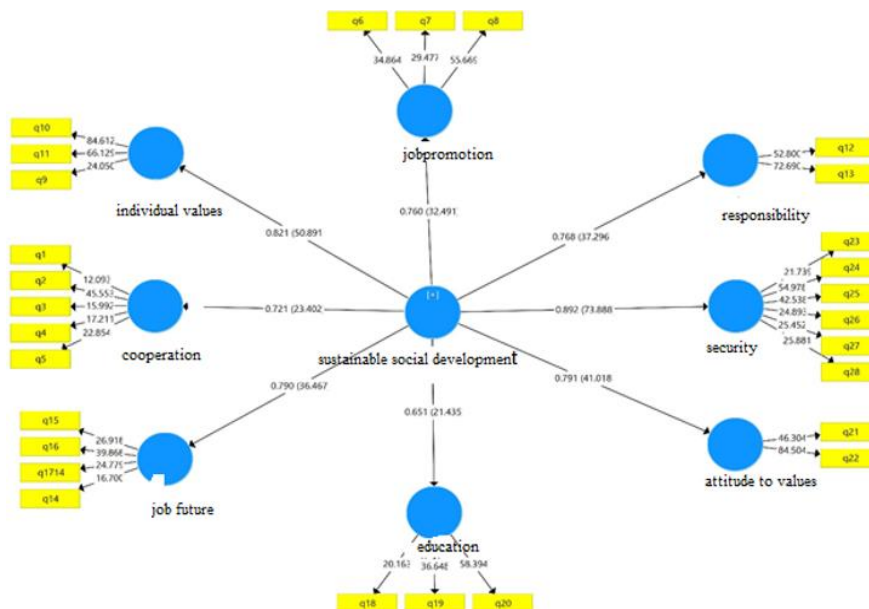 q6
q7
q8
34.864
29.477
55.669
jobpromotion
q10
q11
q9
84.612
66.129
24.050
individual values
q12
q13
52.800
72.690
responsibility
0.760 (32.491)
0.821 (50.891
0.768 (37.296
q1
q2
q3
q4
q5
12.093
45.553
15.992
17.211
22.854
cooperation
0.721 (23.402
[+]
sustainable social development
0.892 (73.888
q23
q24
q25
q26
q27
q28
21.739
54.978
42.538
24.893
25.452
25.881
security
0.790 (36.467
0.651 (21.435
0.791 (41.018
q15
q16
q1714
q14
26.918
39.866
24.779
16.700
job future
q21
q22
46.304
84.504
attitude to values
education
20.163
36.648
58.394
q18
q19
q20